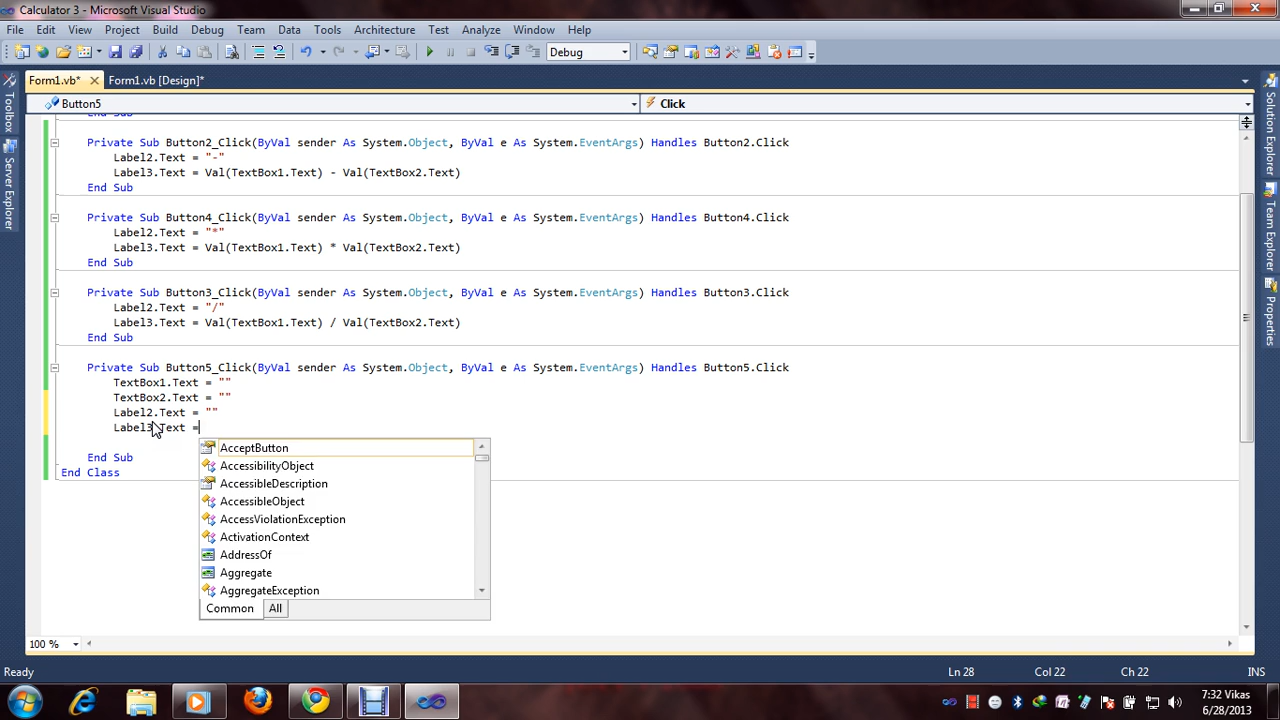 Calculator 3 - Microsoft Visual Studio
File Edit View Project Build Debug Team Data Tools Architecture Test Analyze Window Help
Debug
Form1.vb* Form1.vb [Design]*
Button5 Click
Toolbox
Server Explorer
Solution Explorer
Team Explorer
Properties
Private Sub Button2_Click(ByVal sender As System.Object, ByVal e As System.EventArgs) Handles Button2.Click
Label2.Text = "-"
Label3.Text = Val(TextBox1.Text) - Val(TextBox2.Text)
End Sub
Private Sub Button4_Click(ByVal sender As System.Object, ByVal e As System.EventArgs) Handles Button4.Click
Label2.Text = "*"
Label3.Text = Val(TextBox1.Text) * Val(TextBox2.Text)
End Sub
Private Sub Button3_Click(ByVal sender As System.Object, ByVal e As System.EventArgs) Handles Button3.Click
Label2.Text = "/"
Label3.Text = Val(TextBox1.Text) / Val(TextBox2.Text)
End Sub
Private Sub Button5_Click(ByVal sender As System.Object, ByVal e As System.EventArgs) Handles Button5.Click
TextBox1.Text = ""
TextBox2.Text = ""
Label2.Text = ""
Label3.Text =
End Sub
End Class
AcceptButton
AccessibilityObject
AccessibleDescription
AccessibleObject
AccessViolationException
ActivationContext
AddressOf
Aggregate
AggregateException
Common All
100 %
Ready Ln 28 Col 22 Ch 22 INS
7:32 Vikas
6/28/2013